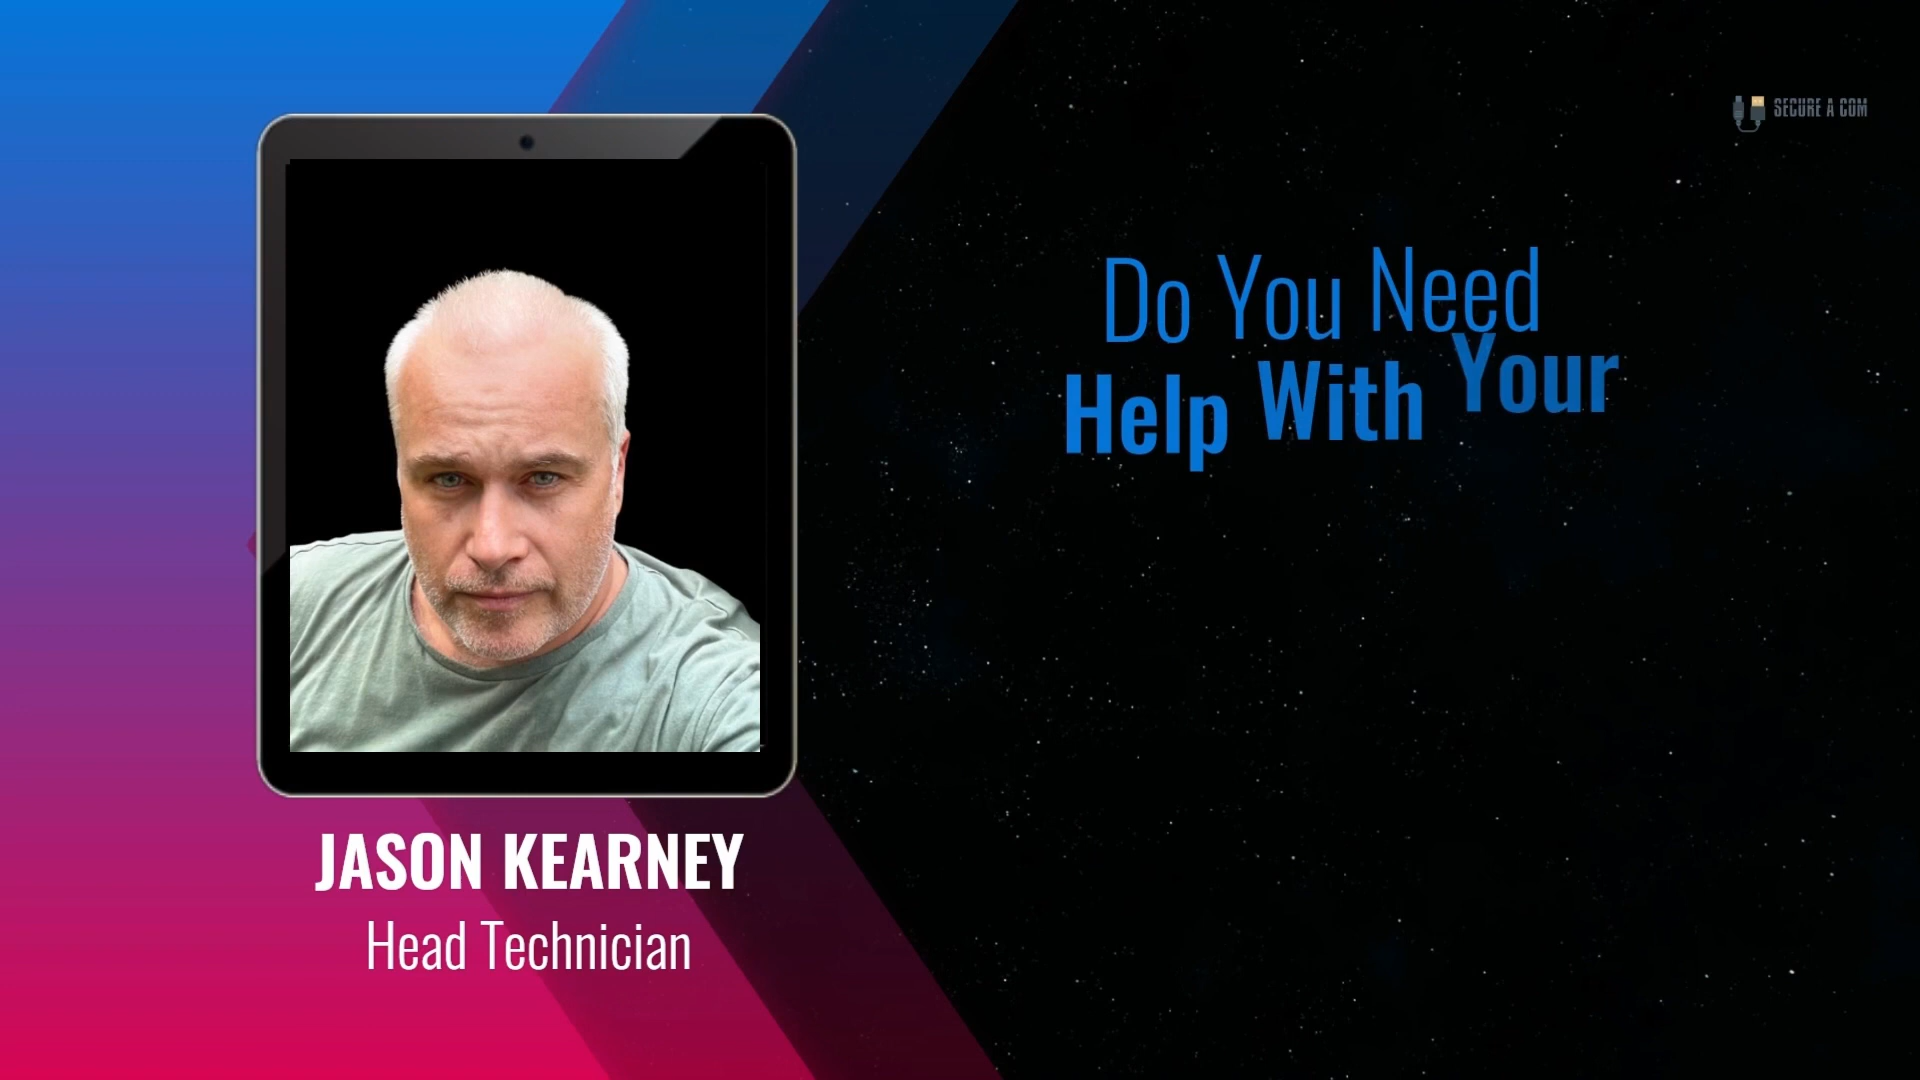 SECURE A COM
Do You Need
Help With Your
JASON KEARNEY
Head Technician